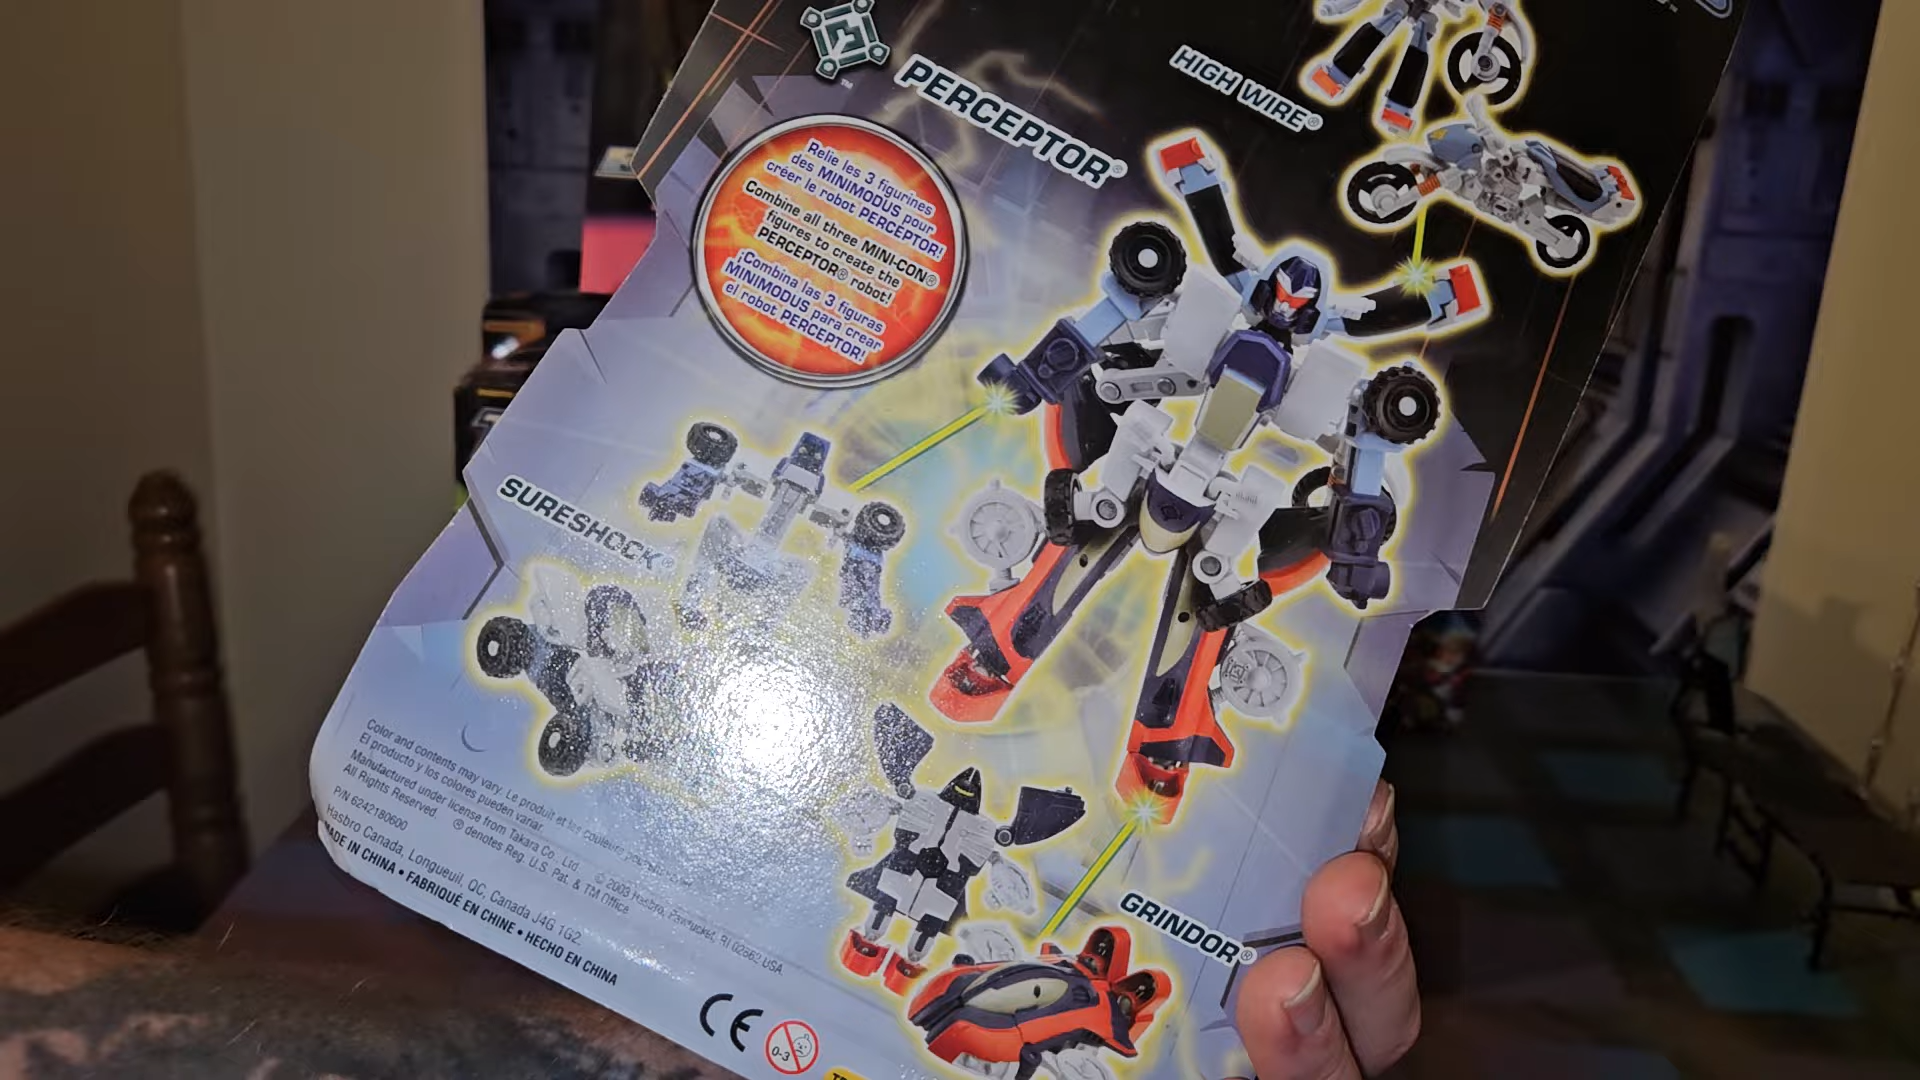 PERCEPTOR®
HIGH WIRE®
Relie les 3 figurines
des MINIMODUS pour
créer le robot PERCEPTOR!
Combine all three MINI-CON®
figures to create the
PERCEPTOR® robot!
¡Combina las 3 figuras
MINIMODUS para crear
el robot PERCEPTOR!
SURESHOCK®
GRINDOR®
Color and contents may vary. Le produit et les couleurs
El producto y los colores pueden variar.
Manufactured under license from Takara Co., Ltd. © 2003 Hasbro, Pawtucket, RI 02862 USA
All Rights Reserved. ® denotes Reg. U.S. Pat. & TM Office
P/N 6242180600
Hasbro Canada, Longueuil, QC, Canada J4G 1G2.
MADE IN CHINA • FABRIQUÉ EN CHINE • HECHO EN CHINA
CE
0-3